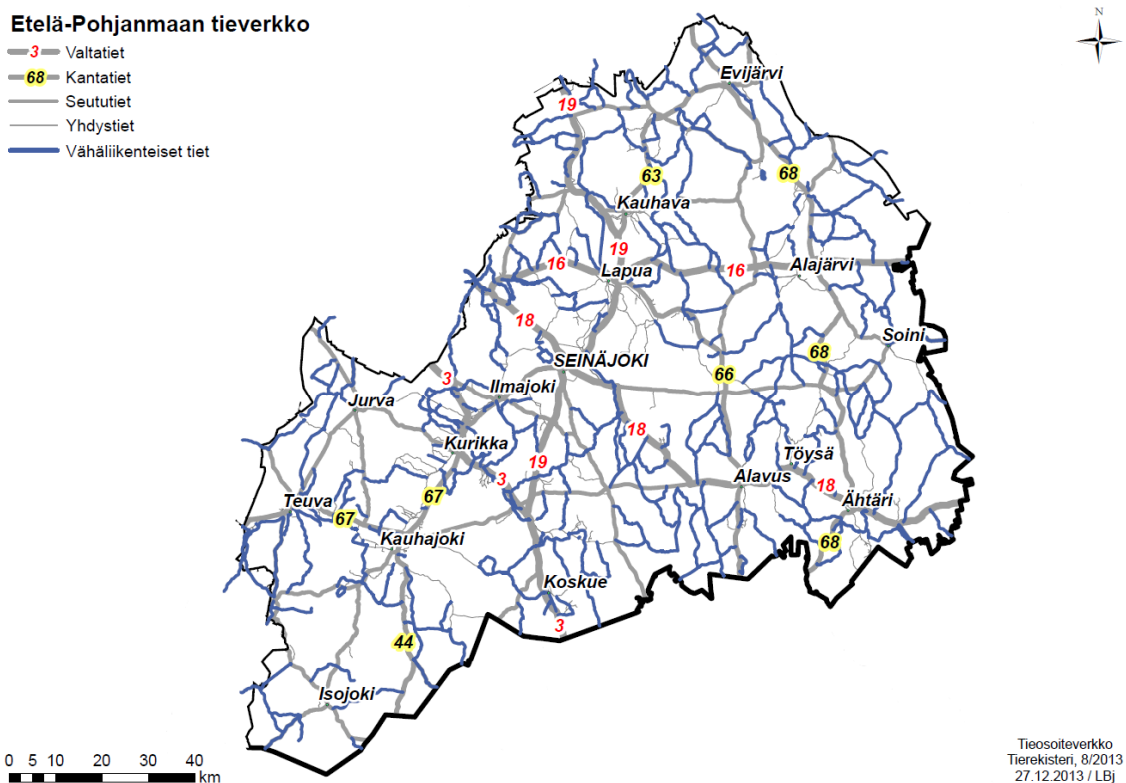 Etelä-Pohjanmaan tieverkko
N
3 Valtatiet
68 Kantatiet
Seututiet
Yhdystiet
Vähäliikenteiset tiet
Evijärvi
19
63
68
Kauhava
19
16
16
Alajärvi
Lapua
18
Soini
68
SEINÄJOKI
66
3
Ilmajoki
Jurva
18
Kurikka
Töysä
19
3
Alavus
18
67
Teuva
Ähtäri
67
Kauhajoki
68
Koskue
3
44
Isojoki
0 5 10 20 30 40
km
Tieosoiteverkko
Tierekisteri, 8/2013
27.12.2013 / LBj